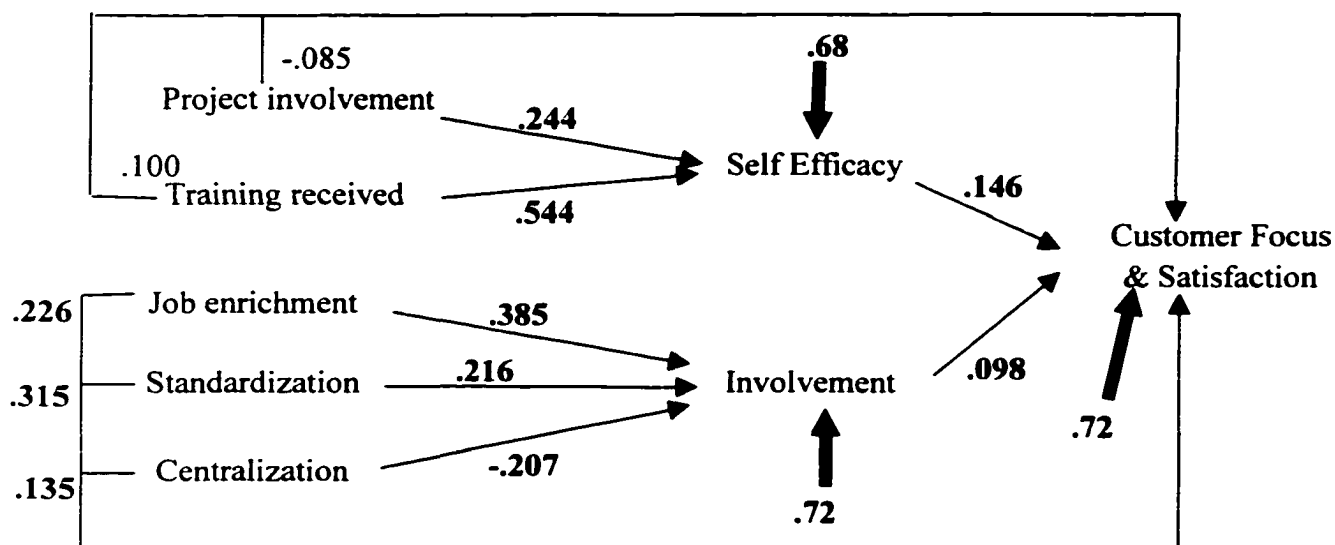 -.085
.68
Project involvement
.244
.100
Self Efficacy
Training received
.544
.146
Customer Focus
& Satisfaction
.226
Job enrichment
.385
.315
Standardization
.216
Involvement
.098
.72
.135
Centralization
-.207
.72